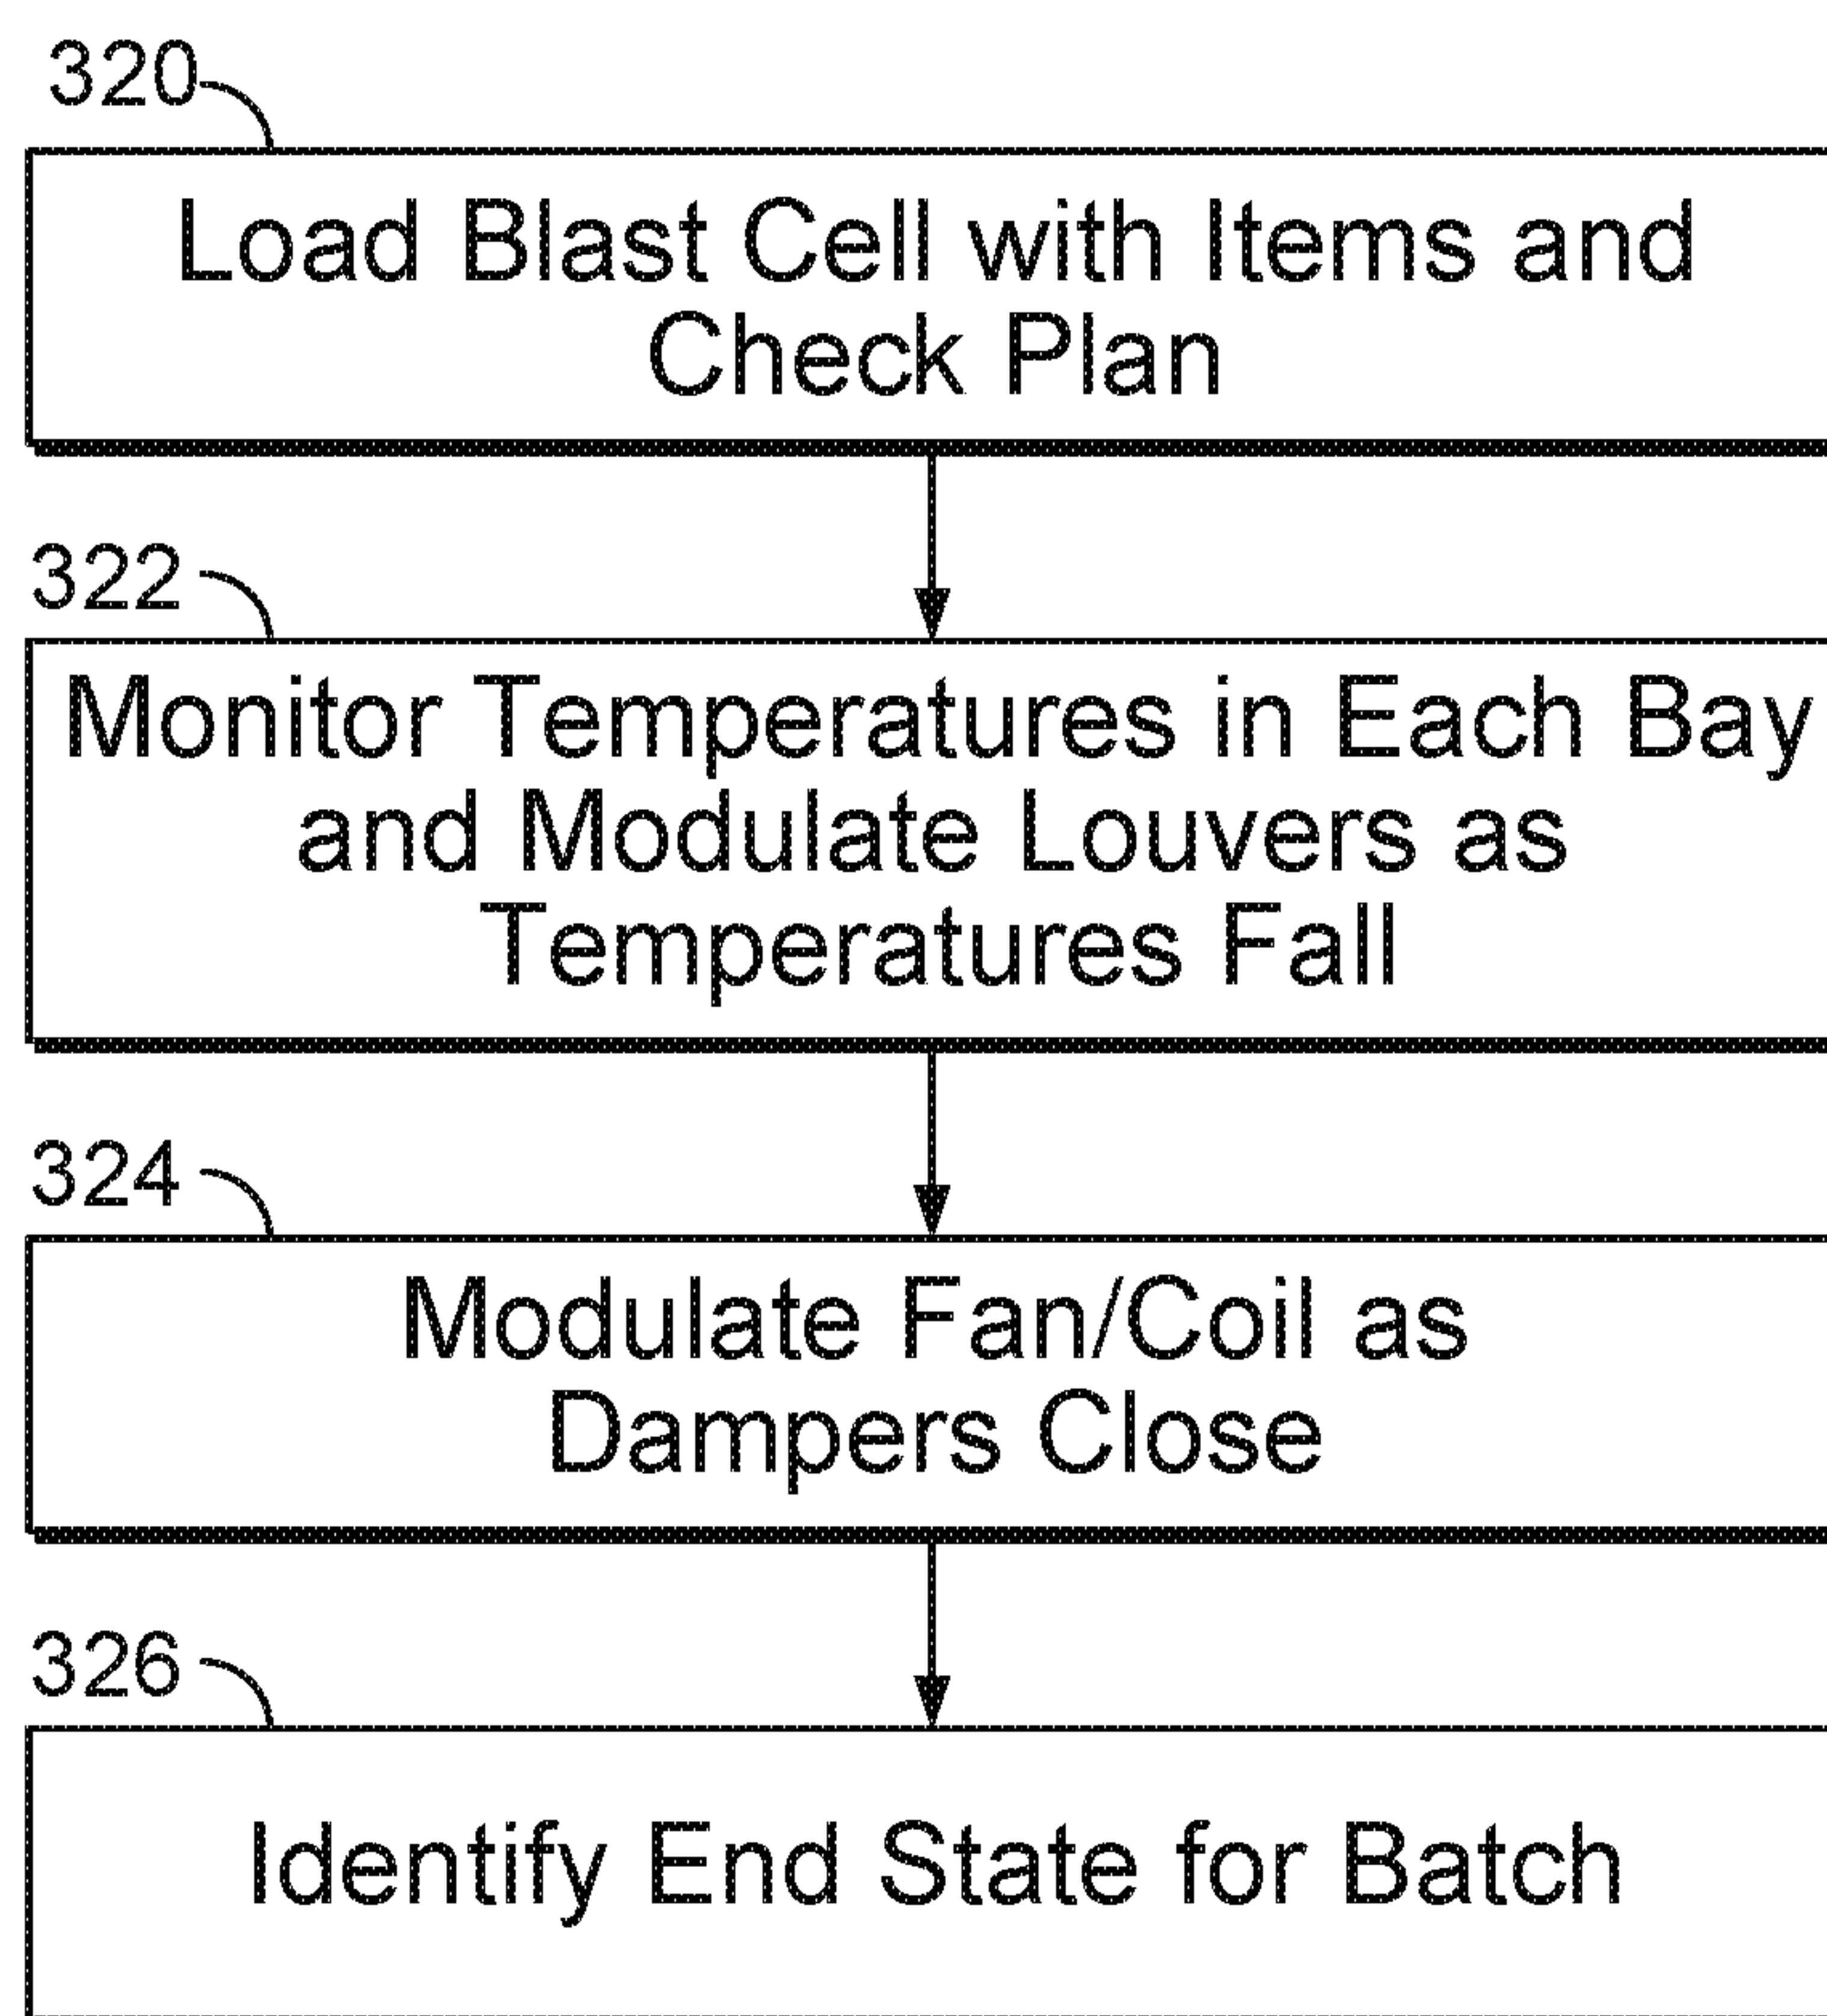 320
Load Blast Cell with Items and
Check Plan
322
Monitor Temperatures in Each Bay
and Modulate Louvers as
Temperatures Fall
324
Modulate Fan/Coil as
Dampers Close
326
Identify End State for Batch